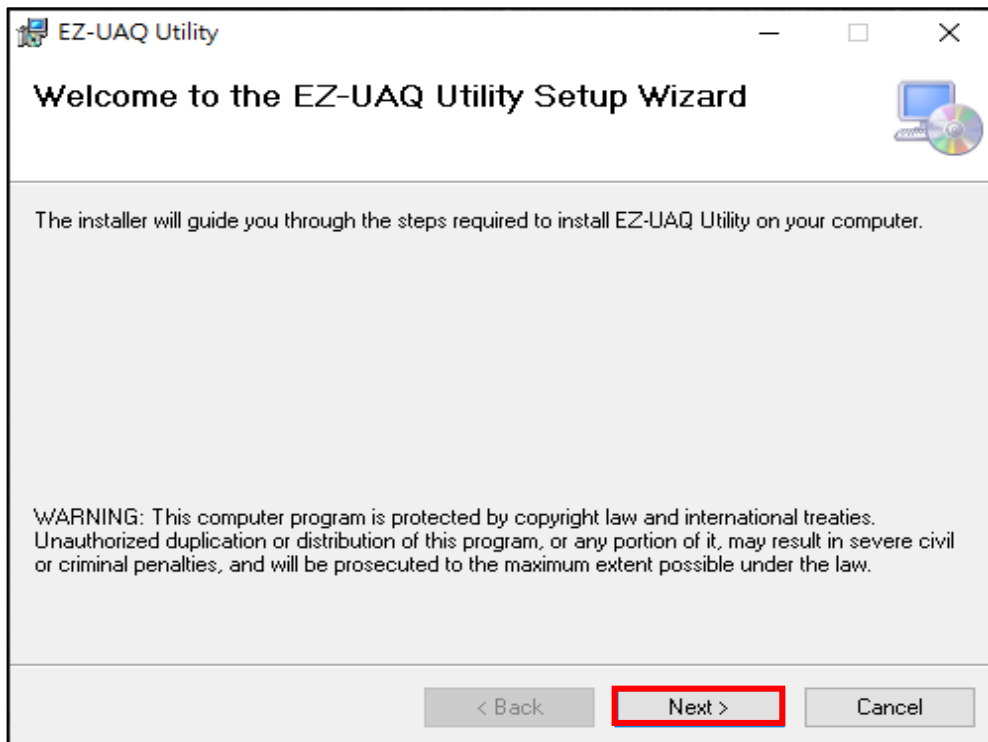 EZ-UAQ Utility
Welcome to the EZ-UAQ Utility Setup Wizard
The installer will guide you through the steps required to install EZ-UAQ Utility on your computer.
WARNING: This computer program is protected by copyright law and international treaties.
Unauthorized duplication or distribution of this program, or any portion of it, may result in severe civil
or criminal penalties, and will be prosecuted to the maximum extent possible under the law.
< Back
Next >
Cancel